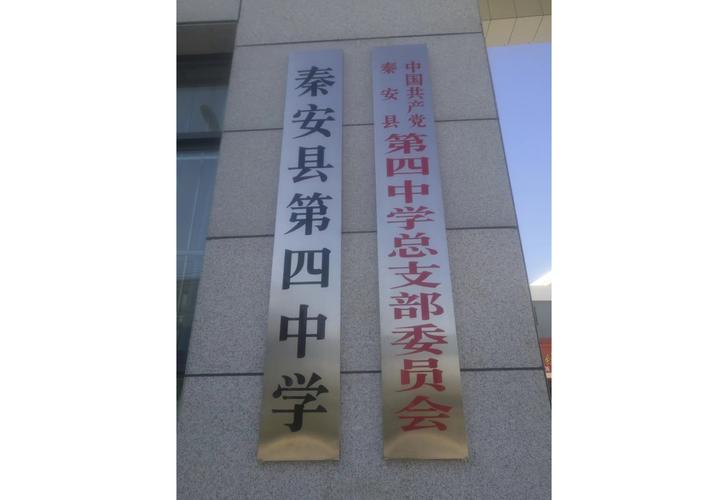 秦安县第四中学
中国共产党
秦安县
第四中学总支部委员会